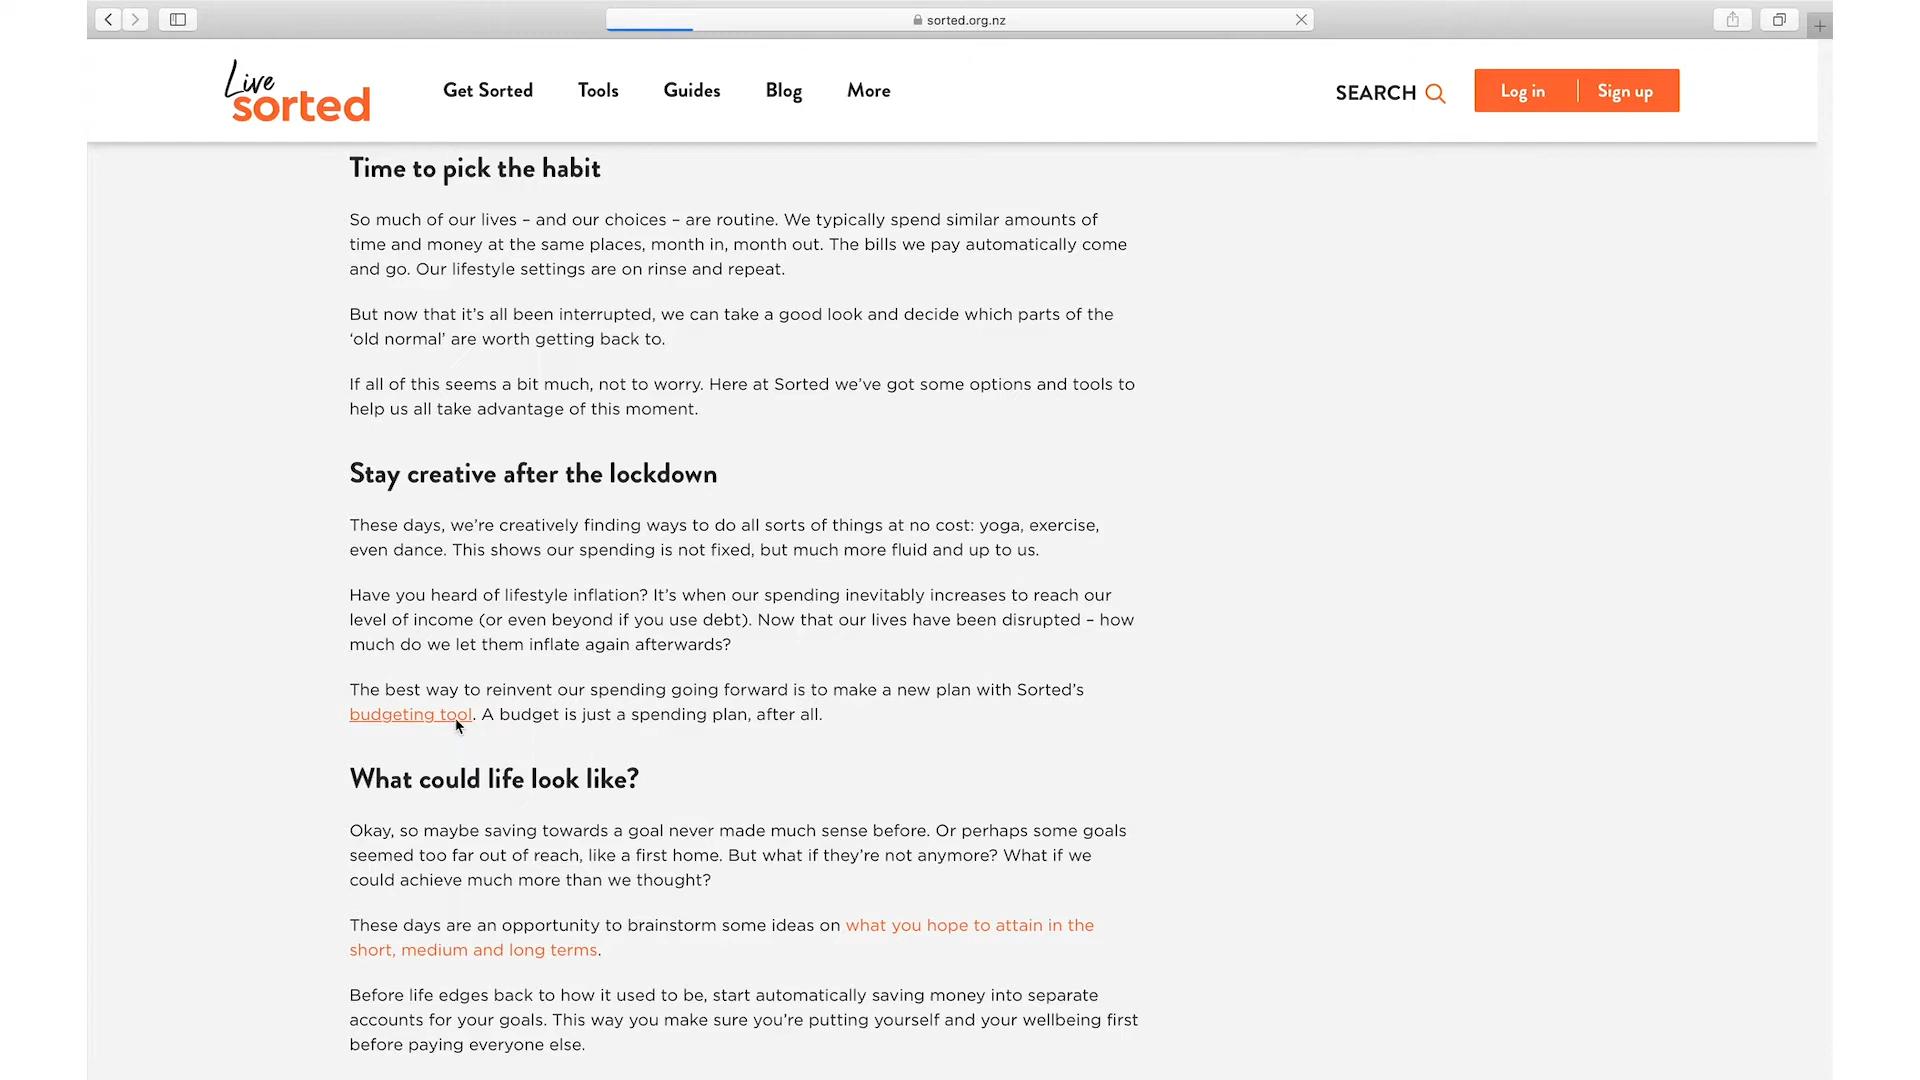 sorted.org.nz
Live
sorted
Get Sorted Tools Guides Blog More
SEARCH
Log in Sign up
Time to pick the habit
So much of our lives – and our choices – are routine. We typically spend similar amounts of
time and money at the same places, month in, month out. The bills we pay automatically come
and go. Our lifestyle settings are on rinse and repeat.
But now that it’s all been interrupted, we can take a good look and decide which parts of the
‘old normal’ are worth getting back to.
If all of this seems a bit much, not to worry. Here at Sorted we’ve got some options and tools to
help us all take advantage of this moment.
Stay creative after the lockdown
These days, we’re creatively finding ways to do all sorts of things at no cost: yoga, exercise,
even dance. This shows our spending is not fixed, but much more fluid and up to us.
Have you heard of lifestyle inflation? It’s when our spending inevitably increases to reach our
level of income (or even beyond if you use debt). Now that our lives have been disrupted – how
much do we let them inflate again afterwards?
The best way to reinvent our spending going forward is to make a new plan with Sorted’s
budgeting tool. A budget is just a spending plan, after all.
What could life look like?
Okay, so maybe saving towards a goal never made much sense before. Or perhaps some goals
seemed too far out of reach, like a first home. But what if they’re not anymore? What if we
could achieve much more than we thought?
These days are an opportunity to brainstorm some ideas on what you hope to attain in the
short, medium and long terms.
Before life edges back to how it used to be, start automatically saving money into separate
accounts for your goals. This way you make sure you’re putting yourself and your wellbeing first
before paying everyone else.